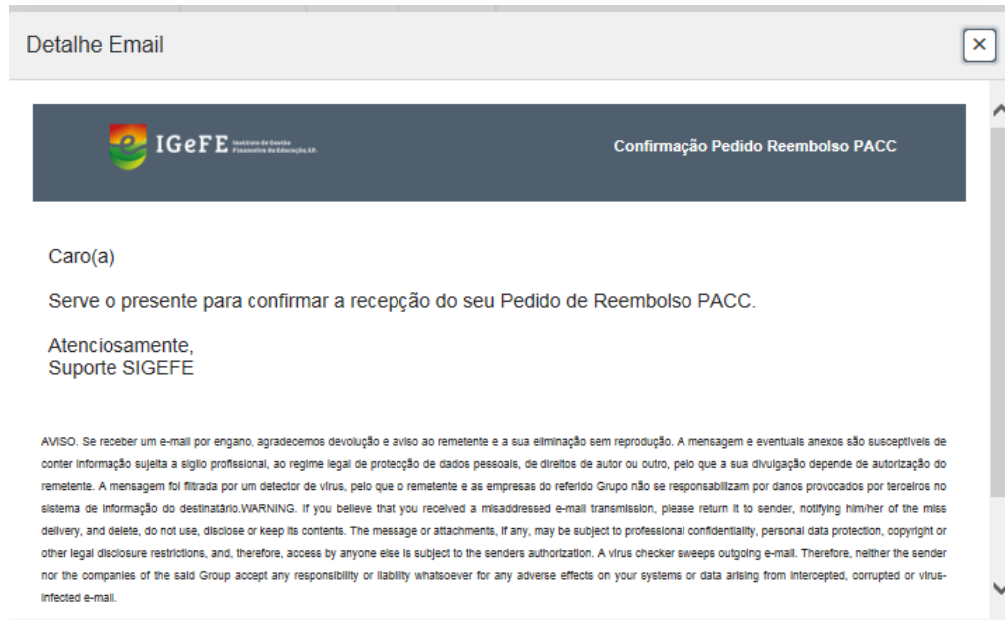 Detalhe Email
IGeFE Instituto de Gestão
Financeira da Educação, I.P.
Confirmação Pedido Reembolso PACC
Caro(a)
Serve o presente para confirmar a recepção do seu Pedido de Reembolso PACC.
Atenciosamente,
Suporte SIGEFE
AVISO. Se receber um e-mail por engano, agradecemos devolução e aviso ao remetente e a sua eliminação sem reprodução. A mensagem e eventuais anexos são susceptíveis de
conter informação sujeita a sigilo profissional, ao regime legal de protecção de dados pessoais, de direitos de autor ou outro, pelo que a sua divulgação depende de autorização do
remetente. A mensagem foi filtrada por um detector de vírus, pelo que o remetente e as empresas do referido Grupo não se responsabilizam por danos provocados por terceiros no
sistema de informação do destinatário.WARNING. If you believe that you received a misaddressed e-mail transmission, please return it to sender, notifying him/her of the miss
delivery, and delete, do not use, disclose or keep its contents. The message or attachments, if any, may be subject to professional confidentiality, personal data protection, copyright or
other legal disclosure restrictions, and, therefore, access by anyone else is subject to the senders authorization. A virus checker sweeps outgoing e-mail. Therefore, neither the sender
nor the companies of the said Group accept any responsibility or liability whatsoever for any adverse effects on your systems or data arising from intercepted, corrupted or virus-
infected e-mail.